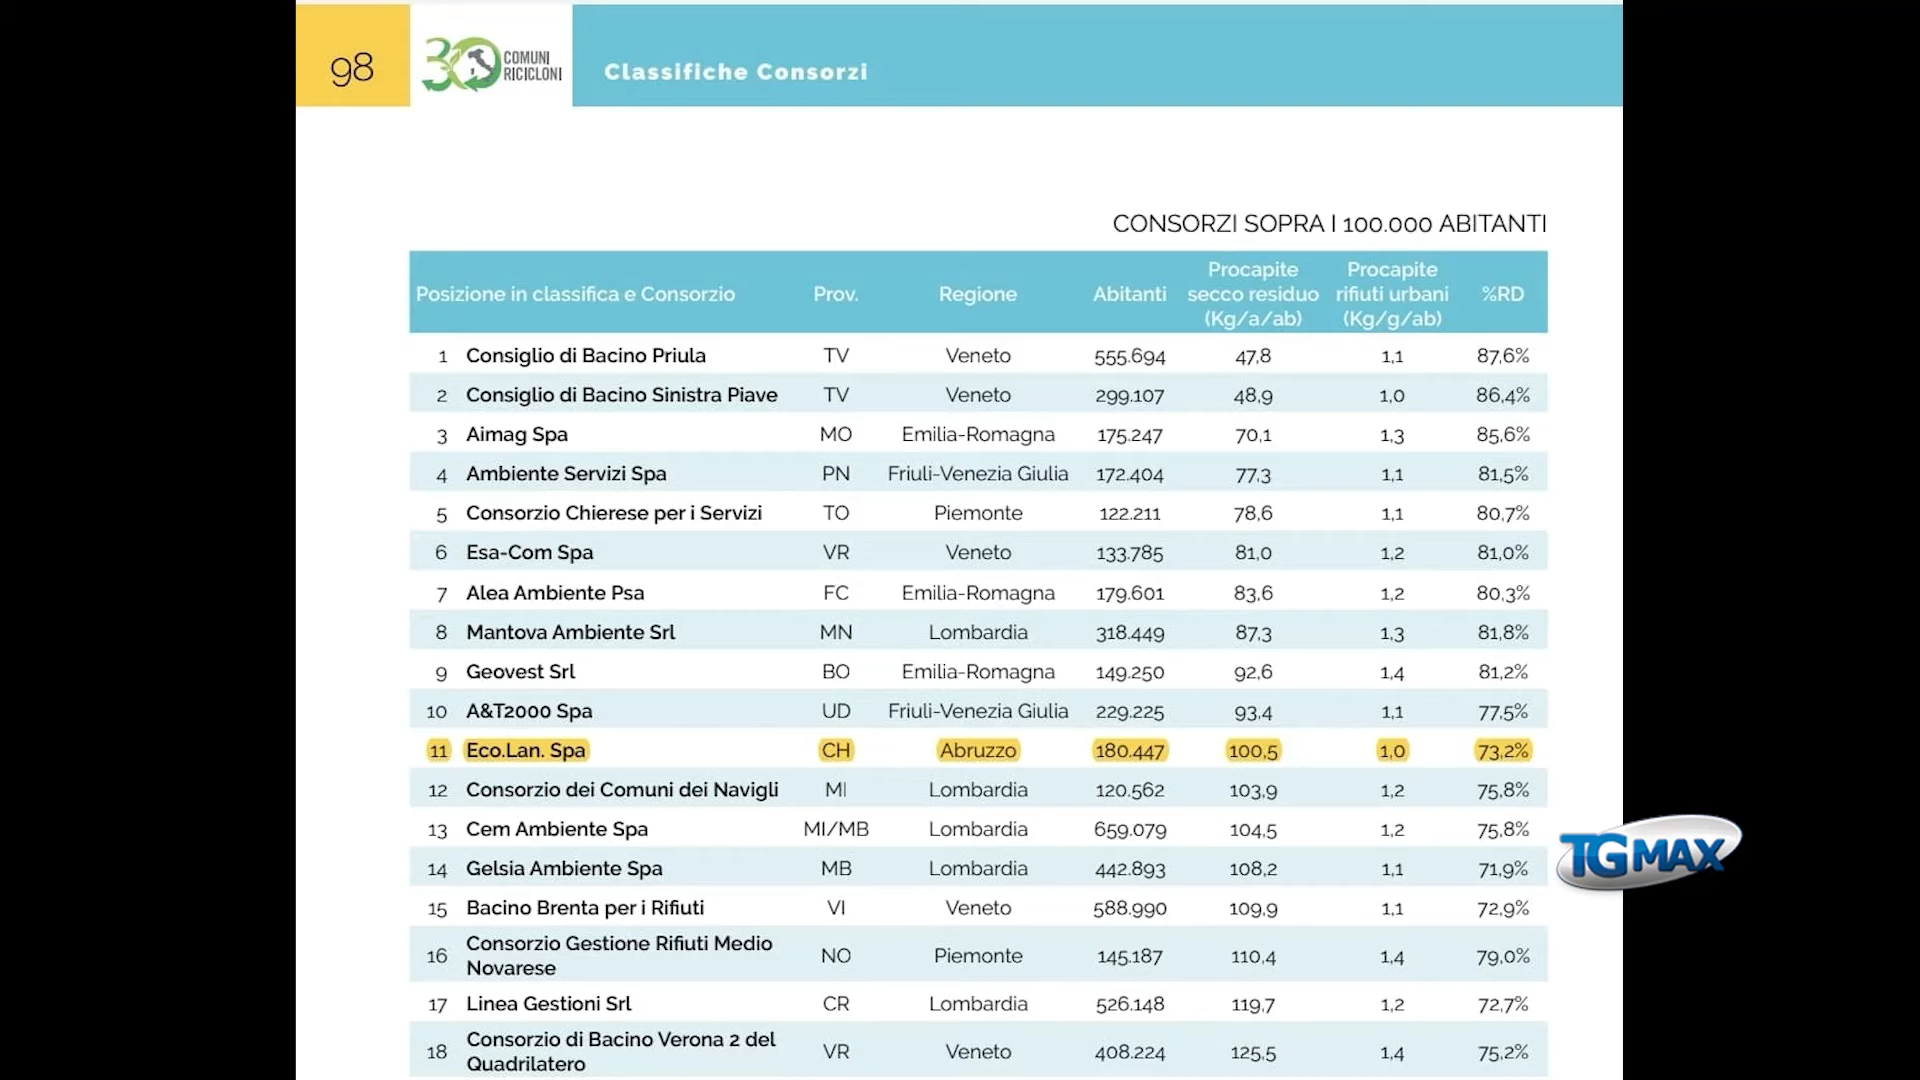 98
30 COMUNI
RICICLONI
Classifiche Consorzi
CONSORZI SOPRA I 100.000 ABITANTI
Posizione in classifica e Consorzio Prov. Regione Abitanti Procapite secco residuo (Kg/a/ab) Procapite rifiuti urbani (Kg/g/ab) %RD
1 Consiglio di Bacino Priula TV Veneto 555.694 47,8 1,1 87,6%
2 Consiglio di Bacino Sinistra Piave TV Veneto 299.107 48,9 1,0 86,4%
3 Aimag Spa MO Emilia-Romagna 175.247 70,1 1,3 85,6%
4 Ambiente Servizi Spa PN Friuli-Venezia Giulia 172.404 77,3 1,1 81,5%
5 Consorzio Chierese per i Servizi TO Piemonte 122.211 78,6 1,1 80,7%
6 Esa-Com Spa VR Veneto 133.785 81,0 1,2 81,0%
7 Alea Ambiente Psa FC Emilia-Romagna 179.601 83,6 1,2 80,3%
8 Mantova Ambiente Srl MN Lombardia 318.449 87,3 1,3 81,8%
9 Geovest Srl BO Emilia-Romagna 149.250 92,6 1,4 81,2%
10 A&T2000 Spa UD Friuli-Venezia Giulia 229.225 93,4 1,1 77,5%
11 Eco.Lan. Spa CH Abruzzo 180.447 100,5 1,0 73,2%
12 Consorzio dei Comuni dei Navigli MI Lombardia 120.562 103,9 1,2 75,8%
13 Cem Ambiente Spa MI/MB Lombardia 659.079 104,5 1,2 75,8%
14 Gelsia Ambiente Spa MB Lombardia 442.893 108,2 1,1 71,9%
15 Bacino Brenta per i Rifiuti VI Veneto 588.990 109,9 1,1 72,9%
16 Consorzio Gestione Rifiuti Medio Novarese NO Piemonte 145.187 110,4 1,4 79,0%
17 Linea Gestioni Srl CR Lombardia 526.148 119,7 1,2 72,7%
18 Consorzio di Bacino Verona 2 del Quadrilatero VR Veneto 408.224 125,5 1,4 75,2%
TGMAX